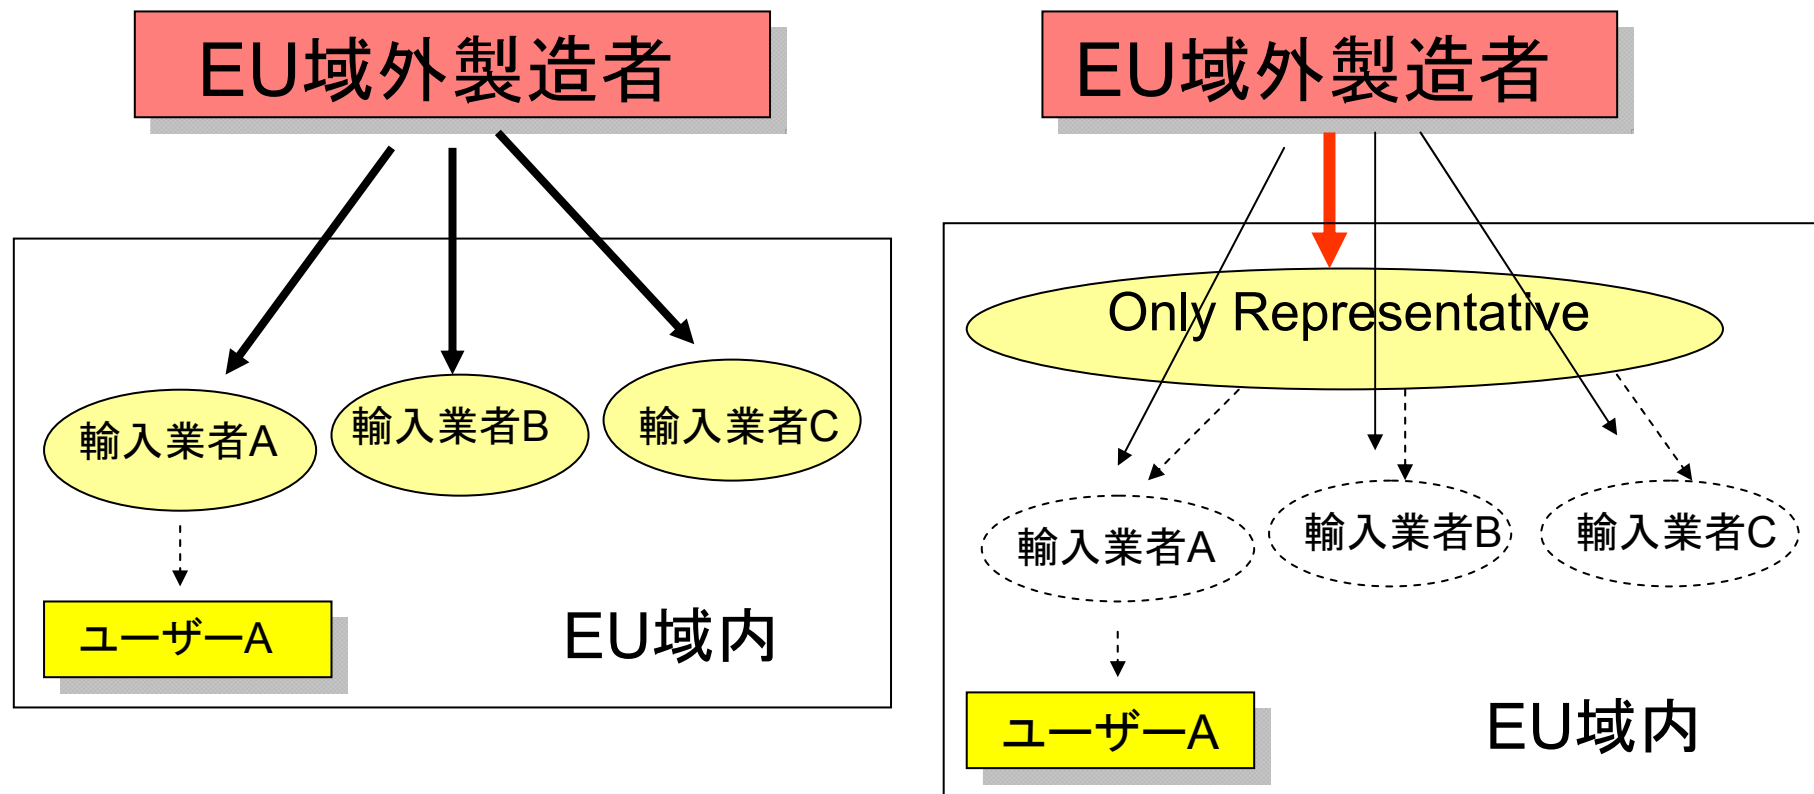 EU域外製造者
輸入業者A
輸入業者B
輸入業者C
ユーザーA
EU域内
EU域外製造者
Only Representative
輸入業者A
輸入業者B
輸入業者C
ユーザーA
EU域内